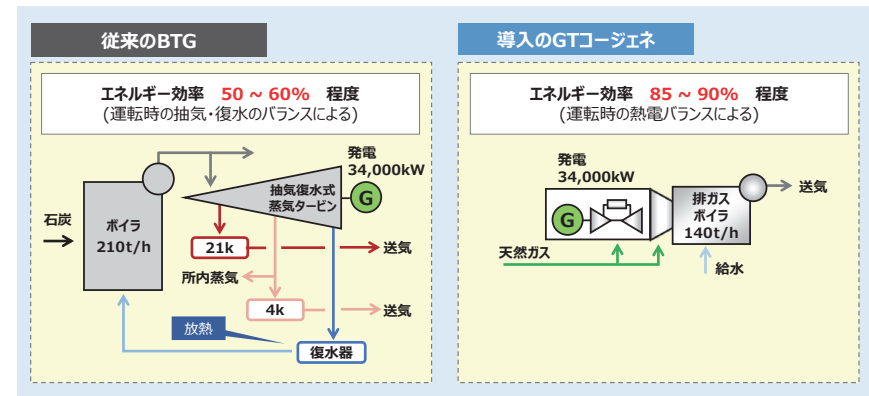 従来のBTG
エネルギー効率 50 ~ 60% 程度
(運転時の抽気・復水のバランスによる)
発電
34,000kW
抽気復水式
蒸気タービン
G
石炭
ボイラ
210t/h
21k
送気
所内蒸気
4k
送気
放熱
復水器
導入のGTコージェネ
エネルギー効率 85 ~ 90% 程度
(運転時の熱電バランスによる)
発電
34,000kW
G
排ガス
ボイラ
140t/h
送気
天然ガス
給水